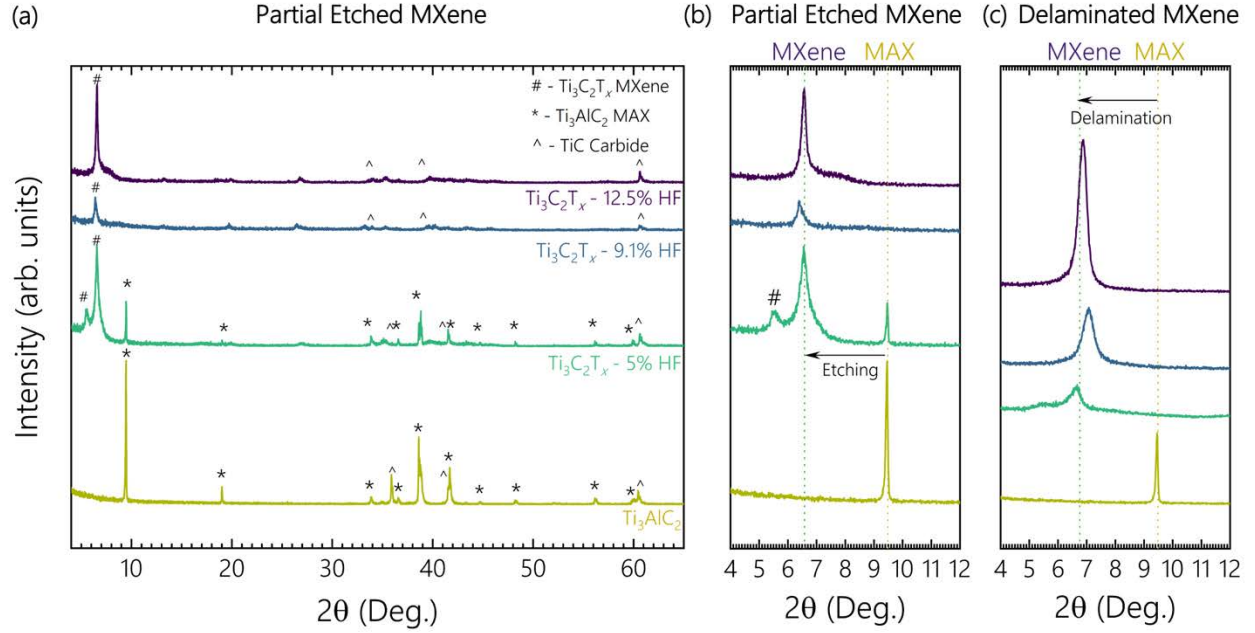 (a) Partial Etched MXene
(b) Partial Etched MXene
(c) Delaminated MXene
MXene MAX
MXene MAX
# - Ti₃C₂Tₓ MXene
* - Ti₃AlC₂ MAX
^ - TiC Carbide
#
^ ^ ^
Ti₃C₂Tₓ - 12.5% HF
#
^ ^ ^
Ti₃C₂Tₓ - 9.1% HF
# #
* * * ^ * * ^ * * * * * ^
Ti₃C₂Tₓ - 5% HF
* * * ^ * * ^ * * * * * ^
Ti₃AlC₂
Intensity (arb. units)
10 20 30 40 50 60
2θ (Deg.)
#
Etching
4 5 6 7 8 9 10 11 12
2θ (Deg.)
Delamination
4 5 6 7 8 9 10 11 12
2θ (Deg.)